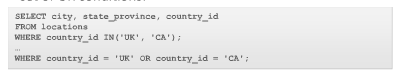 SELECT city, state_province, country_id
FROM locations
WHERE country_id IN('UK', 'CA');
…
WHERE country_id = 'UK' OR country_id = 'CA';